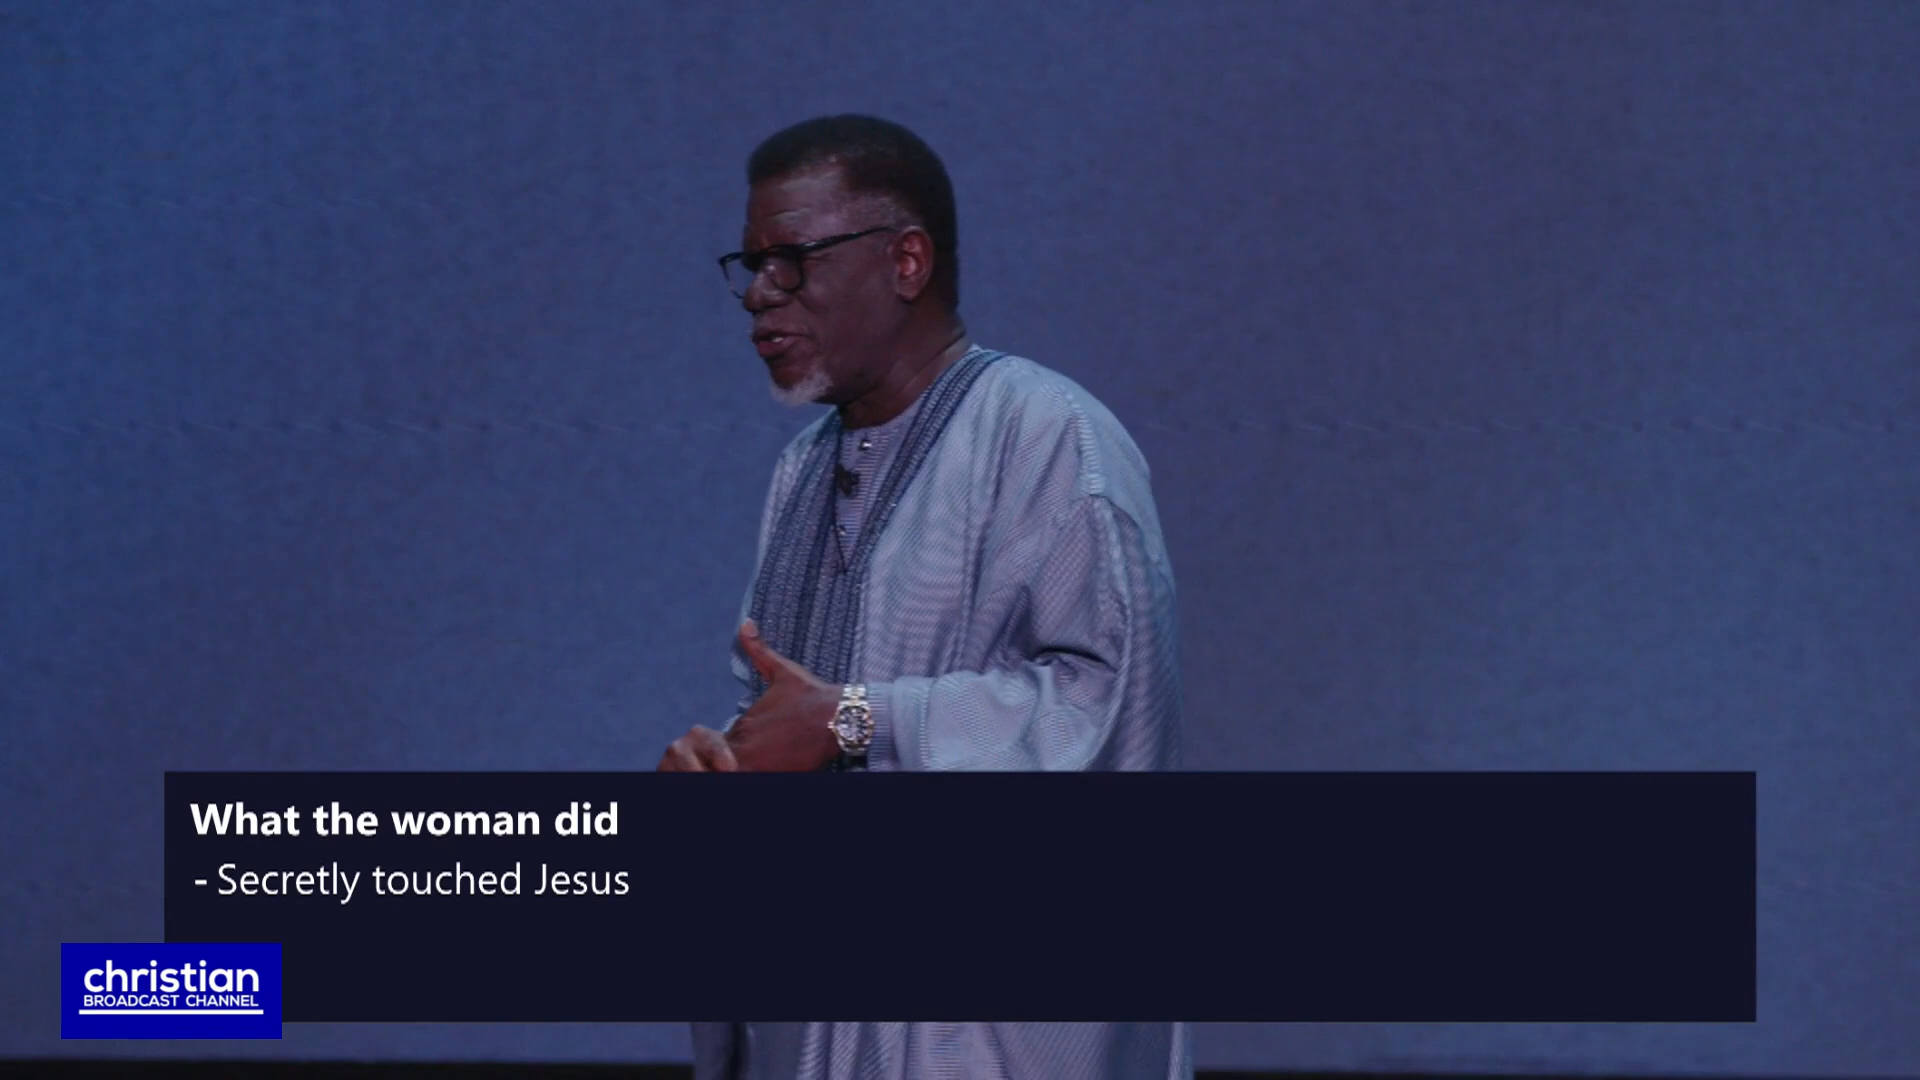 What the woman did
- Secretly touched Jesus
christian
BROADCAST CHANNEL